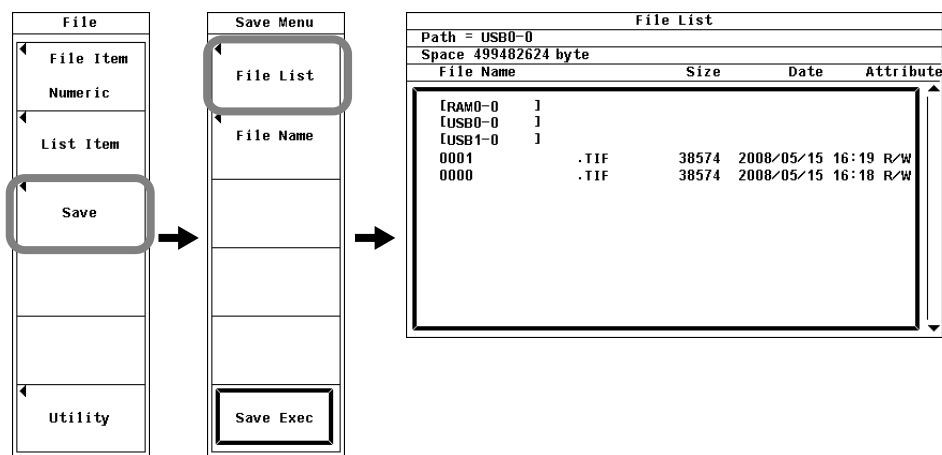 File
File Item
Numeric
List Item
Save
Utility
Save Menu
File List
File Name
Save Exec
File List
Path = USB0-0
Space 499482624 byte
File Name Size Date Attribute
[RAM0-0 ]
[USB0-0 ]
[USB1-0 ]
0001 .TIF 38574 2008/05/15 16:19 R/W
0000 .TIF 38574 2008/05/15 16:18 R/W